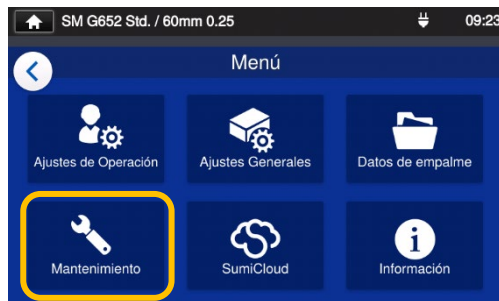 SM G652 Std. / 60mm 0.25
09:23
Menú
Ajustes de Operación
Ajustes Generales
Datos de empalme
Mantenimiento
SumiCloud
Información